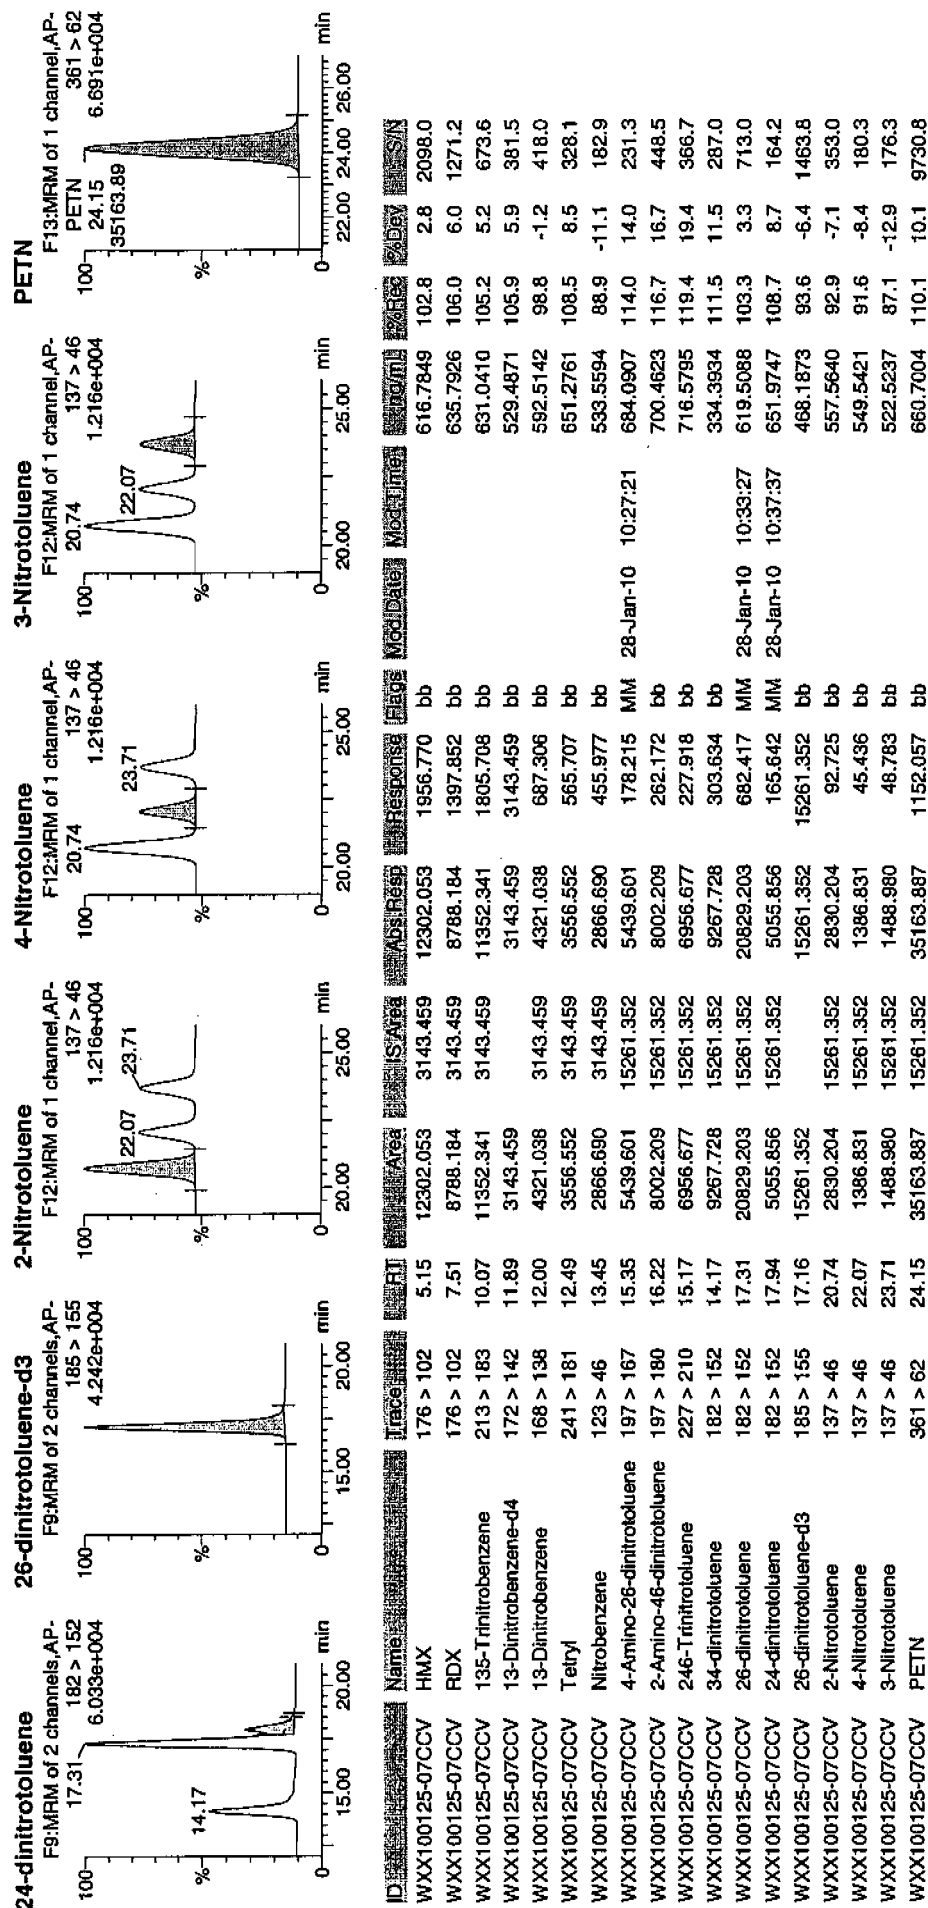 24-dinitrotoluene
F9:MRM of 2 channels,AP-
182 > 152
6.033e+004
17.31
14.17
100
%
0
15.00
20.00
min
26-dinitrotoluene-d3
F9:MRM of 2 channels,AP-
185 > 155
4.242e+004
100
%
0
15.00
20.00
min
2-Nitrotoluene
F12:MRM of 1 channel,AP-
137 > 46
1.216e+004
22.07
23.71
100
%
0
20.00
25.00
min
4-Nitrotoluene
F12:MRM of 1 channel,AP-
20.74
137 > 46
1.216e+004
23.71
100
%
0
20.00
25.00
min
3-Nitrotoluene
F12:MRM of 1 channel,AP-
20.74
137 > 46
1.216e+004
22.07
100
%
0
20.00
25.00
min
PETN
F13:MRM of 1 channel,AP-
PETN
24.15
35163.89
361 > 62
6.691e+004
100
%
0
22.00
24.00
26.00
min
ID Name Trace RT Area IS Area Abs.Resp Response Flags Mod.Date Mod.Time ng/mL %Rec %Dev S/N
WXX100125-07CCV HMX 176 > 102 5.15 12302.053 3143.459 12302.053 1956.770 bb 616.7849 102.8 2.8 2098.0
WXX100125-07CCV RDX 176 > 102 7.51 8788.184 3143.459 8788.184 1397.852 bb 635.7926 106.0 6.0 1271.2
WXX100125-07CCV 135-Trinitrobenzene 213 > 183 10.07 11352.341 3143.459 11352.341 1805.708 bb 631.0410 105.2 5.2 673.6
WXX100125-07CCV 13-Dinitrobenzene-d4 172 > 142 11.89 3143.459 3143.459 3143.459 bb 529.4871 105.9 5.9 381.5
WXX100125-07CCV 13-Dinitrobenzene 168 > 138 12.00 4321.038 3143.459 4321.038 687.306 bb 592.5142 98.8 -1.2 418.0
WXX100125-07CCV Tetryl 241 > 181 12.49 3556.552 3143.459 3556.552 565.707 bb 651.2761 108.5 8.5 328.1
WXX100125-07CCV Nitrobenzene 123 > 46 13.45 2866.690 3143.459 2866.690 455.977 bb 533.5594 88.9 -11.1 182.9
WXX100125-07CCV 4-Amino-26-dinitrotoluene 197 > 167 15.35 5439.601 15261.352 5439.601 178.215 MM 28-Jan-10 10:27:21 684.0907 114.0 14.0 231.3
WXX100125-07CCV 2-Amino-46-dinitrotoluene 197 > 180 16.22 8002.209 15261.352 8002.209 262.172 bb 700.4623 116.7 16.7 448.5
WXX100125-07CCV 246-Trinitrotoluene 227 > 210 15.17 6956.677 15261.352 6956.677 227.918 bb 716.5795 119.4 19.4 366.7
WXX100125-07CCV 34-dinitrotoluene 182 > 152 14.17 9267.728 15261.352 9267.728 303.634 bb 334.3934 111.5 11.5 287.0
WXX100125-07CCV 26-dinitrotoluene 182 > 152 17.31 20829.203 15261.352 20829.203 682.417 MM 28-Jan-10 10:33:27 619.5088 103.3 3.3 713.0
WXX100125-07CCV 24-dinitrotoluene 182 > 152 17.94 5055.856 15261.352 5055.856 165.642 MM 28-Jan-10 10:37:37 651.9747 108.7 8.7 164.2
WXX100125-07CCV 26-dinitrotoluene-d3 185 > 155 17.16 15261.352 15261.352 15261.352 bb 468.1873 93.6 -6.4 1463.8
WXX100125-07CCV 2-Nitrotoluene 137 > 46 20.74 2830.204 15261.352 2830.204 92.725 bb 557.5640 92.9 -7.1 353.0
WXX100125-07CCV 4-Nitrotoluene 137 > 46 22.07 1386.831 15261.352 1386.831 45.436 bb 549.5421 91.6 -8.4 180.3
WXX100125-07CCV 3-Nitrotoluene 137 > 46 23.71 1488.980 15261.352 1488.980 48.783 bb 522.5237 87.1 -12.9 176.3
WXX100125-07CCV PETN 361 > 62 24.15 35163.887 15261.352 35163.887 1152.057 bb 660.7004 110.1 10.1 9730.8